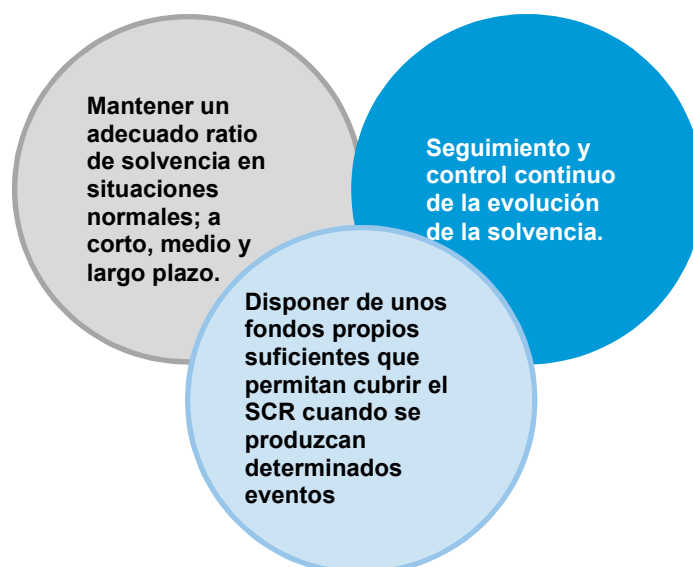 Mantener un
adecuado ratio
de solvencia en
situaciones
normales; a
corto, medio y
largo plazo.
Seguimiento y
control continuo
de la evolución
de la solvencia.
Disponer de unos
fondos propios
suficientes que
permitan cubrir el
SCR cuando se
produzcan
determinados
eventos